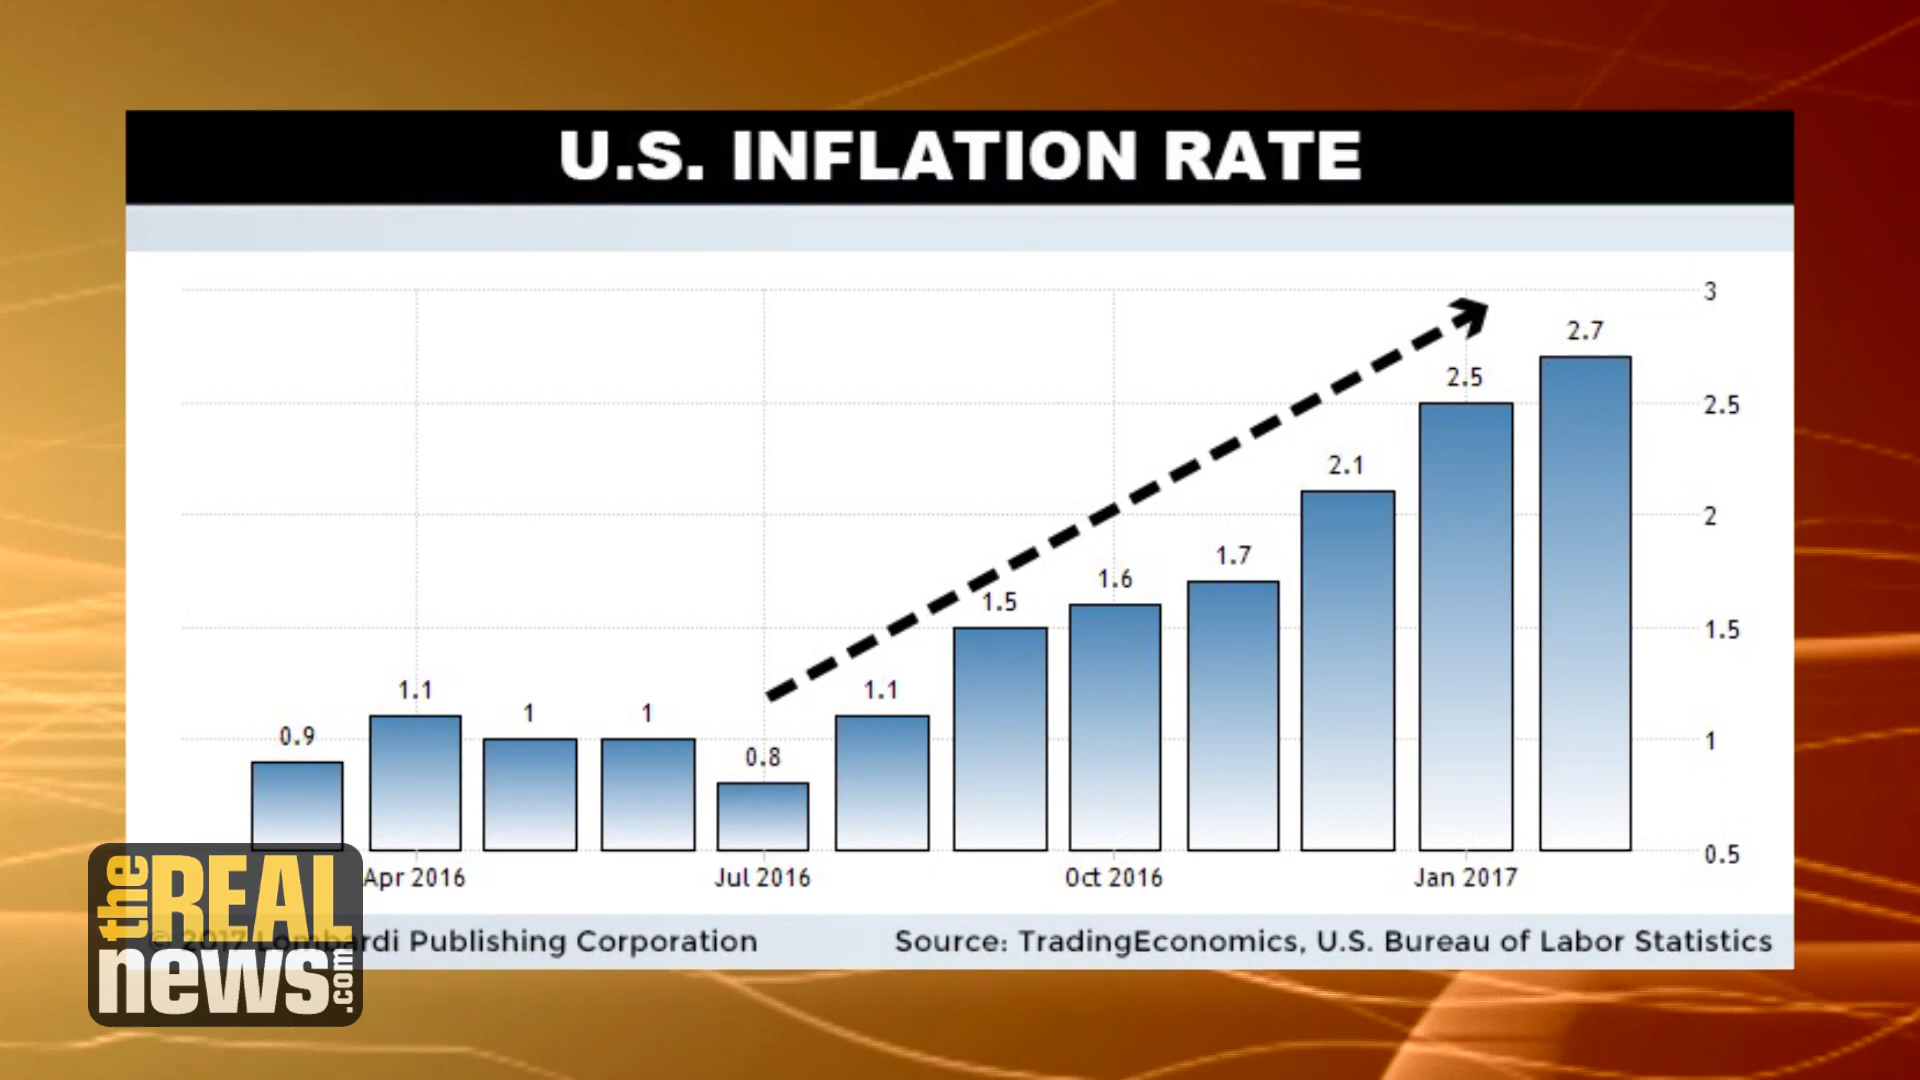 U.S. INFLATION RATE
3
2.7
2.5
2.5
2.1
2
1.7
1.6
1.5
1.5
1.1
1.1
1
1
1
0.9
0.8
0.5
Apr 2016
Jul 2016
Oct 2016
Jan 2017
© 2017 Lombardi Publishing Corporation
Source: TradingEconomics, U.S. Bureau of Labor Statistics
the REAL
news.com